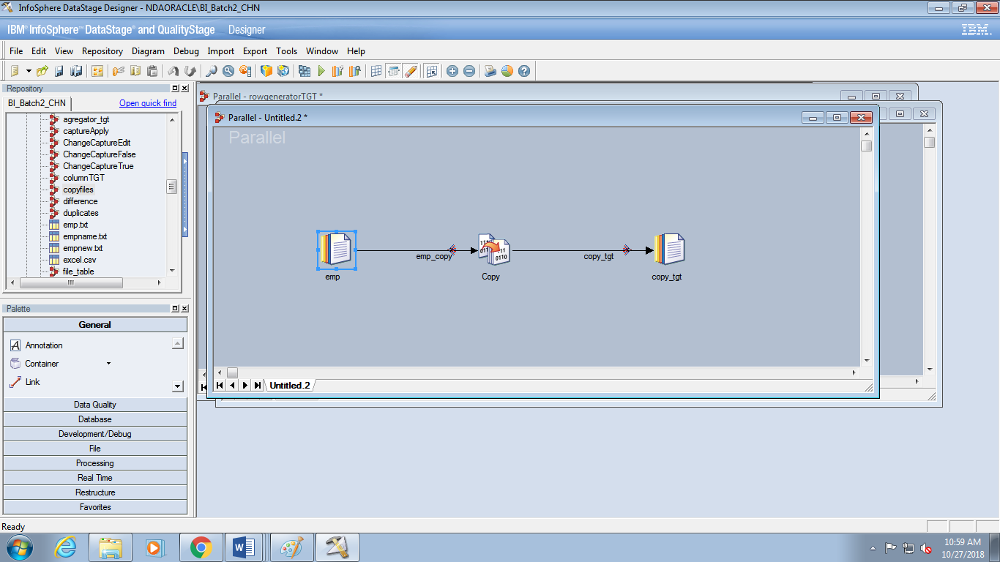 InfoSphere DataStage Designer - NDAORACLE\BI_Batch2_CHN
IBM® InfoSphere™ DataStage® and QualityStage Designer
IBM.
File Edit View Repository Diagram Debug Import Export Tools Window Help
Repository
BI_Batch2_CHN
Open quick find
agregator_tgt
captureApply
ChangeCaptureEdit
ChangeCaptureFalse
ChangeCaptureTrue
columnTGT
copyfiles
difference
duplicates
emp.txt
empname.txt
empnew.txt
excel.csv
file_table
Palette
General
Annotation
Container
Link
Data Quality
Database
Development/Debug
File
Processing
Real Time
Restructure
Favorites
Parallel - rowgeneratorTGT *
Parallel - Untitled.2 *
Parallel
emp_copy
copy_tgt
emp
Copy
copy_tgt
Untitled.2
Ready
10:59 AM
10/27/2018